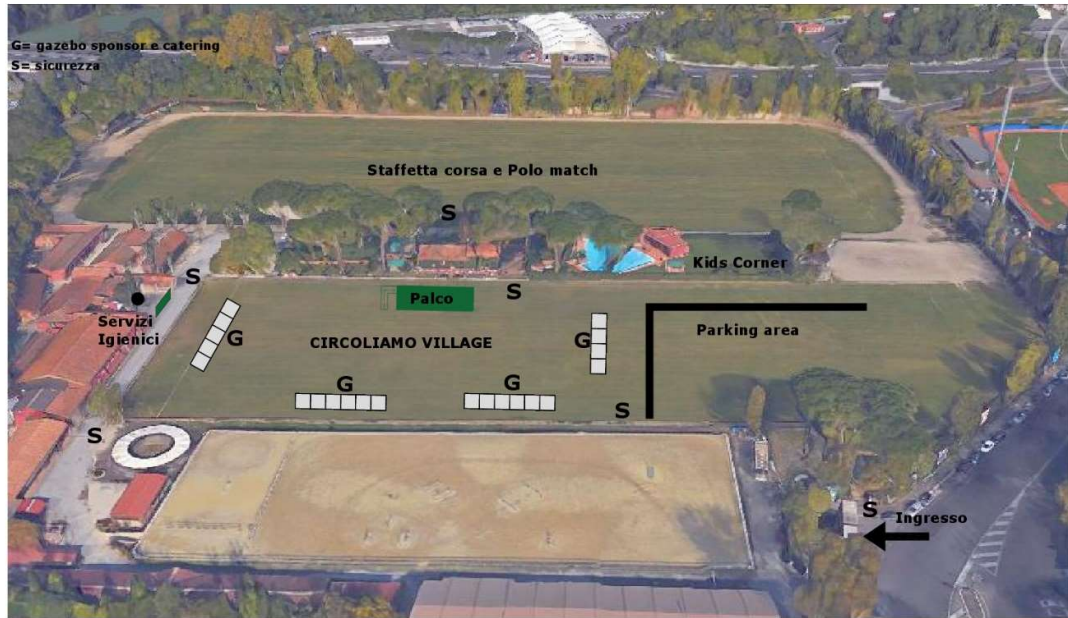 G= gazebo sponsor e catering
S= sicurezza
Staffetta corsa e Polo match
S
Kids Corner
S
S
Palco
Servizi
Igienici
G
CIRCOLIAMO VILLAGE
G
Parking area
G
G
S
S
S
Ingresso